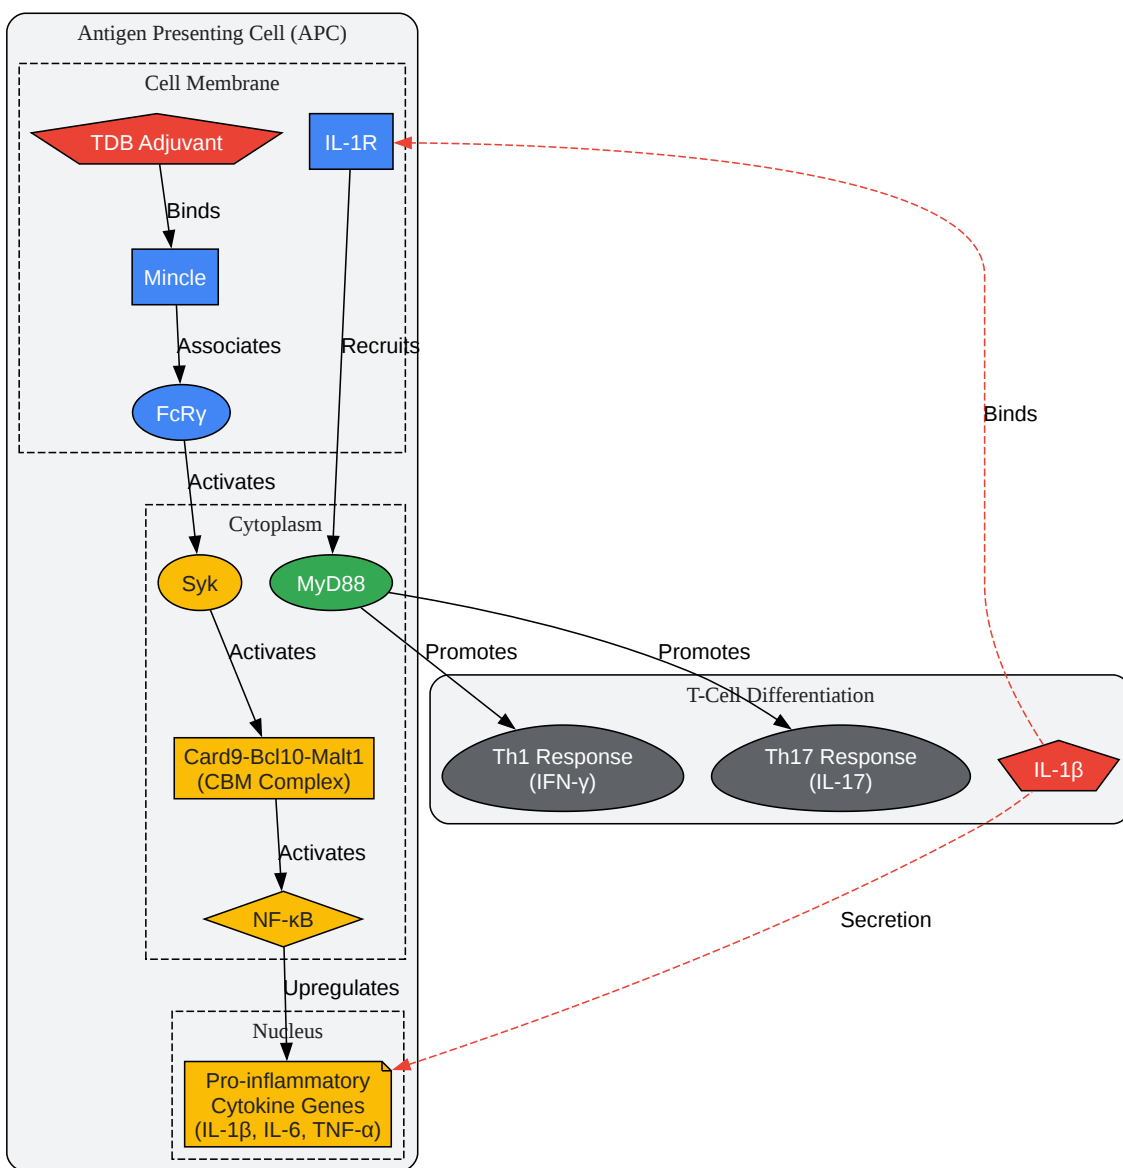 Antigen Presenting Cell (APC)
Cell Membrane
TDB Adjuvant
IL-1R
Binds
Mincle
Associates
Recruits
FcRγ
Binds
Activates
Cytoplasm
Syk
MyD88
Activates
Promotes
Promotes
T-Cell Differentiation
Card9-Bcl10-Malt1
(CBM Complex)
Th1 Response
(IFN-γ)
Th17 Response
(IL-17)
IL-1β
Activates
NF-κB
Secretion
Upregulates
Nucleus
Pro-inflammatory
Cytokine Genes
(IL-1β, IL-6, TNF-α)